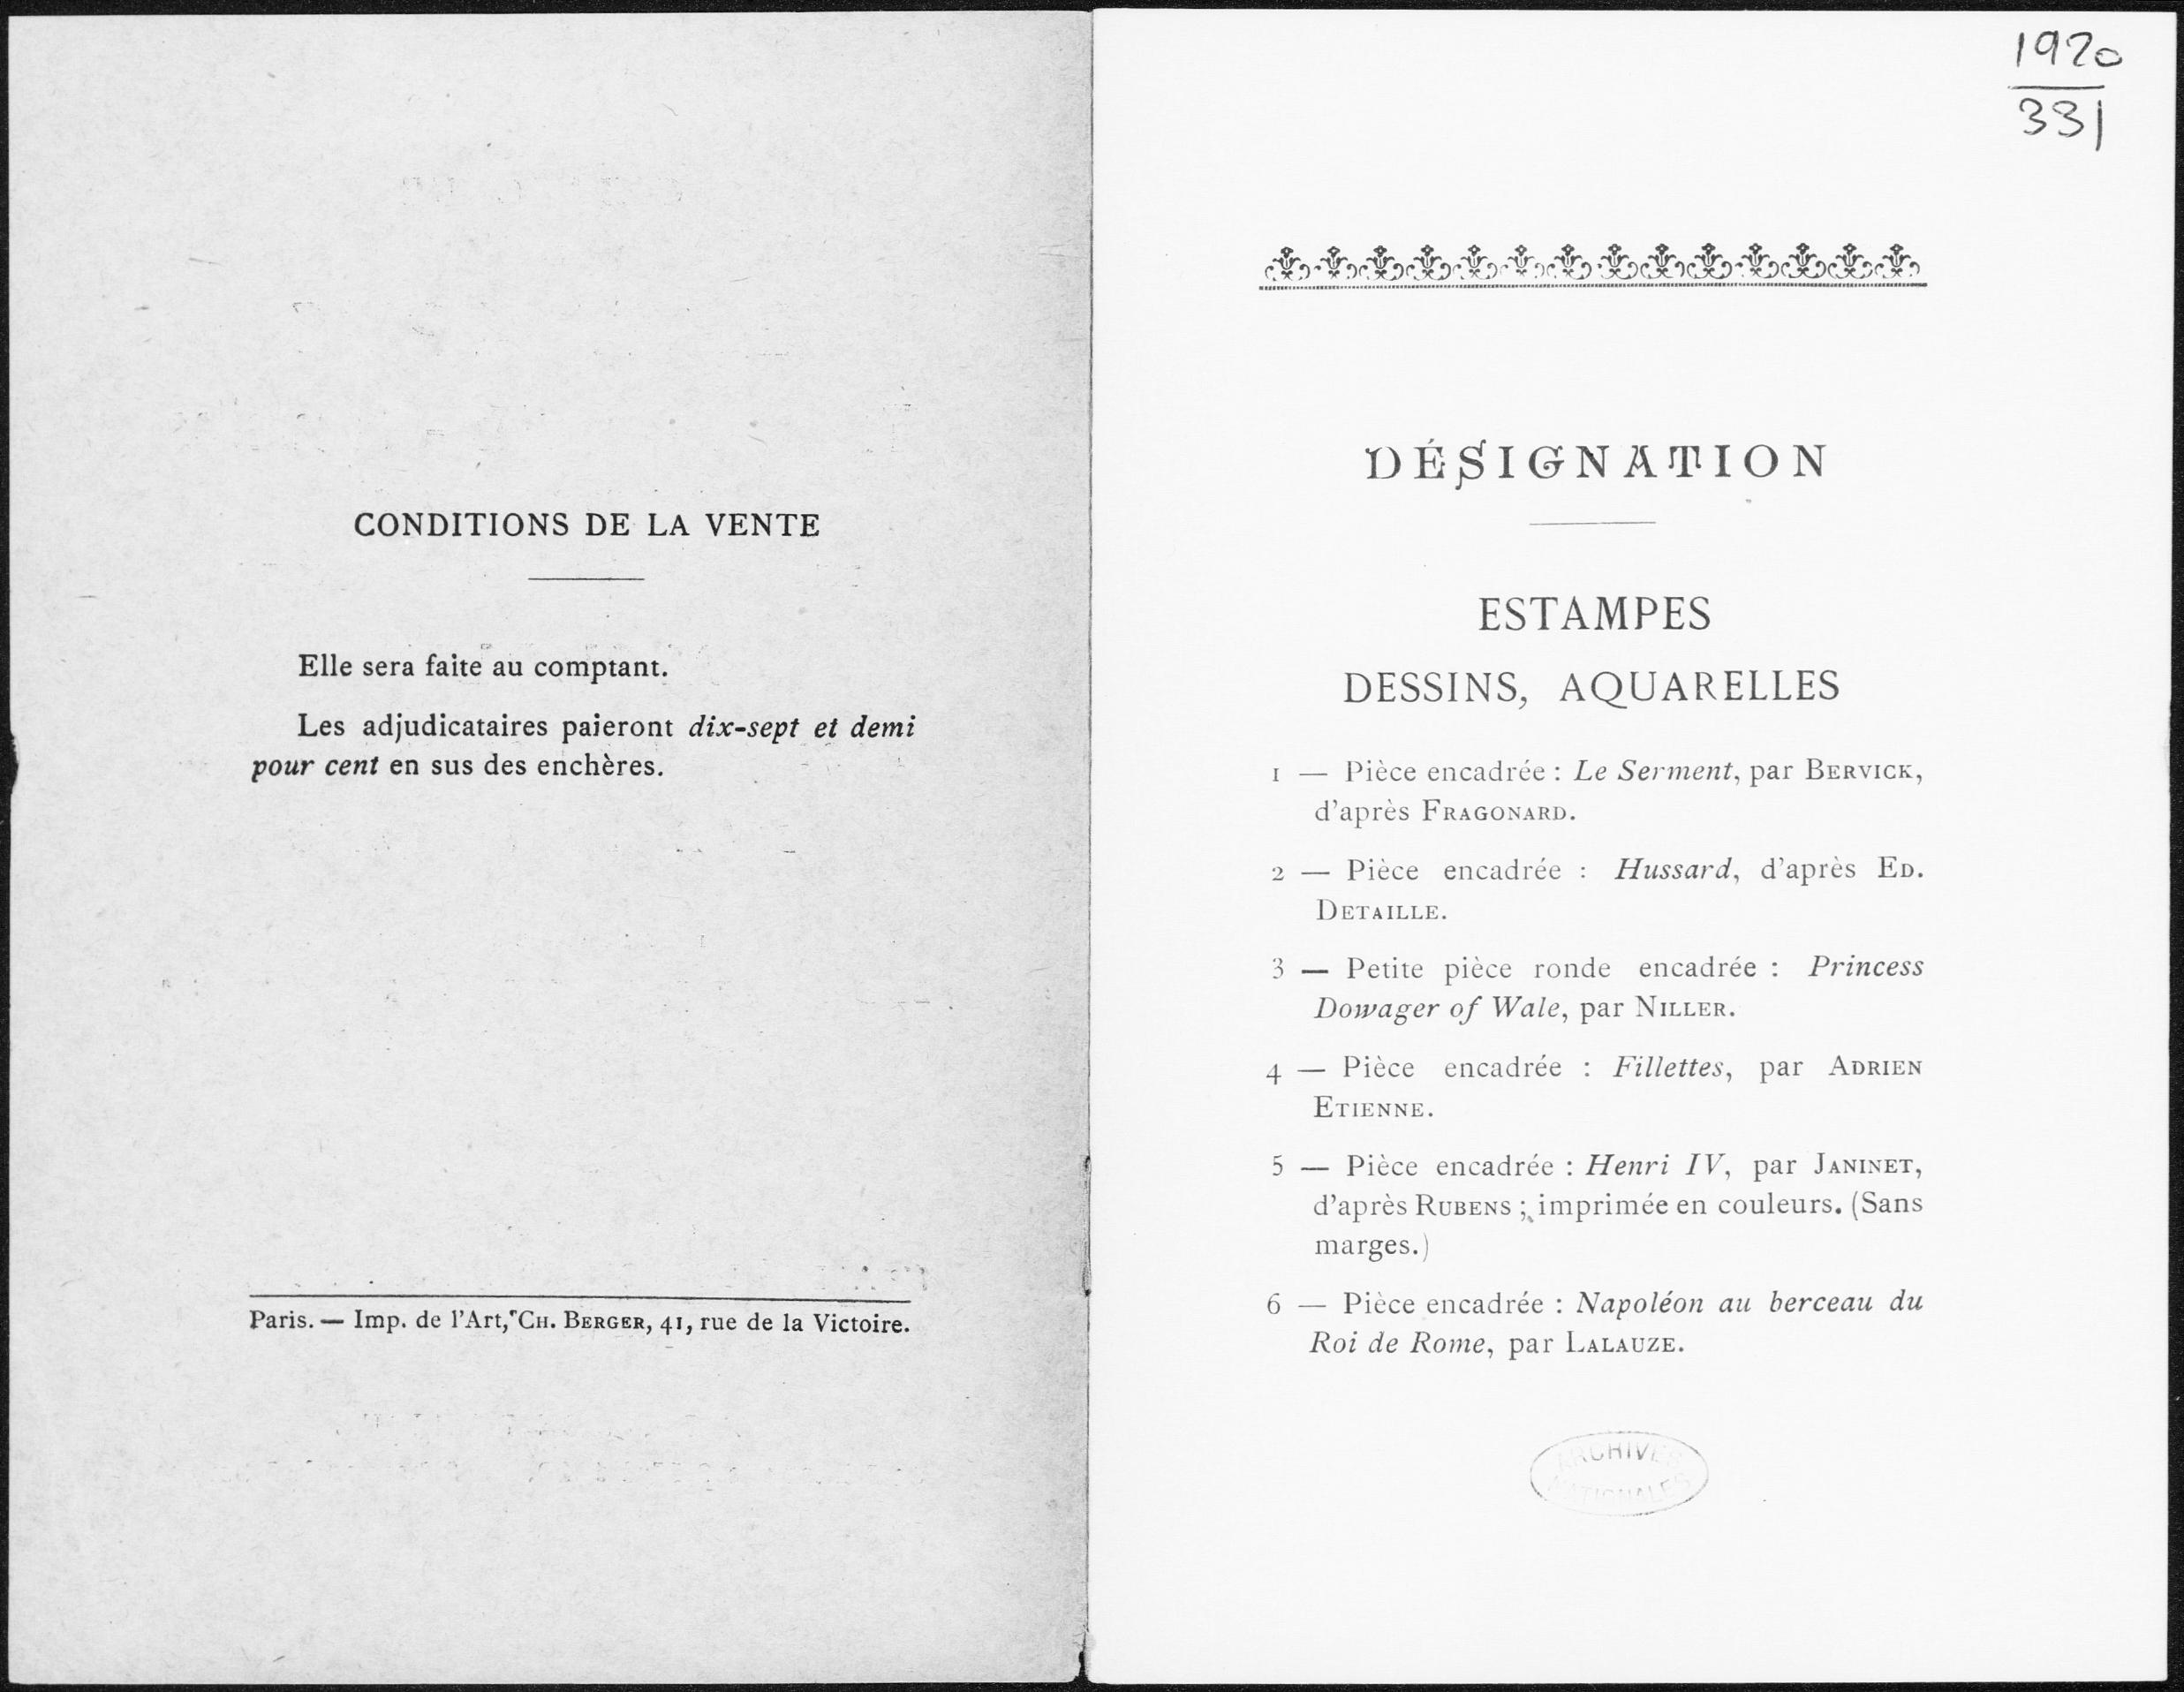 CONDITIONS DE LA VENTE
Elle sera faite au comptant.
Les adjudicataires paieront dix-sept et demi
pour cent en sus des enchères.
Paris. — Imp. de l'Art, CH. BERGER, 41, rue de la Victoire.
1920
331
DÉSIGNATION
ESTAMPES
DESSINS, AQUARELLES
1 — Pièce encadrée : Le Serment, par BERVICK,
d'après FRAGONARD.
2 — Pièce encadrée : Hussard, d'après ED.
DETAILLE.
3 — Petite pièce ronde encadrée : Princess
Dowager of Wale, par NILLER.
4 — Pièce encadrée : Fillettes, par ADRIEN
ETIENNE.
5 — Pièce encadrée : Henri IV, par JANINET,
d'après RUBENS ; imprimée en couleurs. (Sans
marges.)
6 — Pièce encadrée : Napoléon au berceau du
Roi de Rome, par LALAUZE.
ARCHIVES
NATIONALES